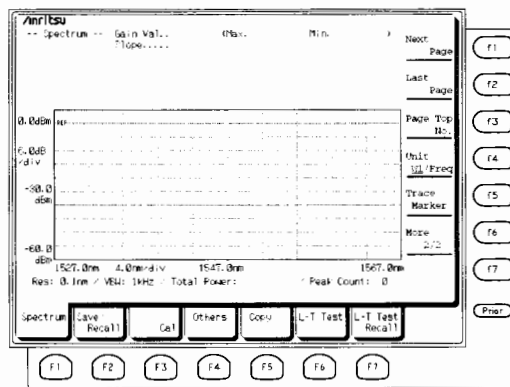 Anritsu
-- Spectrum -- Gain Val.. (Max. Min. )
Slope.....
Next
Page
f1
Last
Page
f2
Page Top
No.
f3
Unit
Wl/Freq
f4
Trace
Marker
f5
More
2/2
f6
f7
Prior
0.0dBm
REF
5.0dB
/div
-30.0
dBm
-60.0
dBm
1527.0nm 4.0nm/div 1547.0nm 1567.0nm
Res: 0.1nm / VBW: 1kHz / Total Power: / Peak Count: 0
Spectrum
Save
Recall
Cal
Others
Copy
L-T Test
L-T Test
Recall
F1 F2 F3 F4 F5 F6 F7